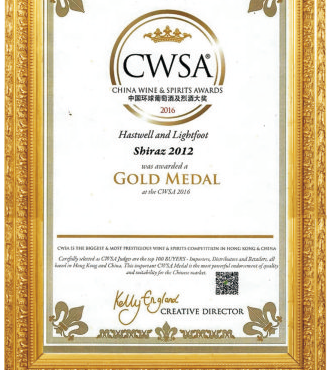 CWSA®
CHINA WINE & SPIRITS AWARDS
中国环球葡萄酒及烈酒大奖
2016
Hastwell and Lightfoot
Shiraz 2012
was awarded a
GOLD MEDAL
at the CWSA 2016
CWSA IS THE BIGGEST & MOST PRESTIGIOUS WINE & SPIRITS COMPETITION IN HONG KONG & CHINA
Carefully selected as CWSA Judges are the top 100 BUYERS - Importers, Distributors and Retailers, all
based in Hong Kong and China. This important CWSA Medal is the most powerful endorsement of quality
and suitability for the Chinese market.
Kelly England
CREATIVE DIRECTOR